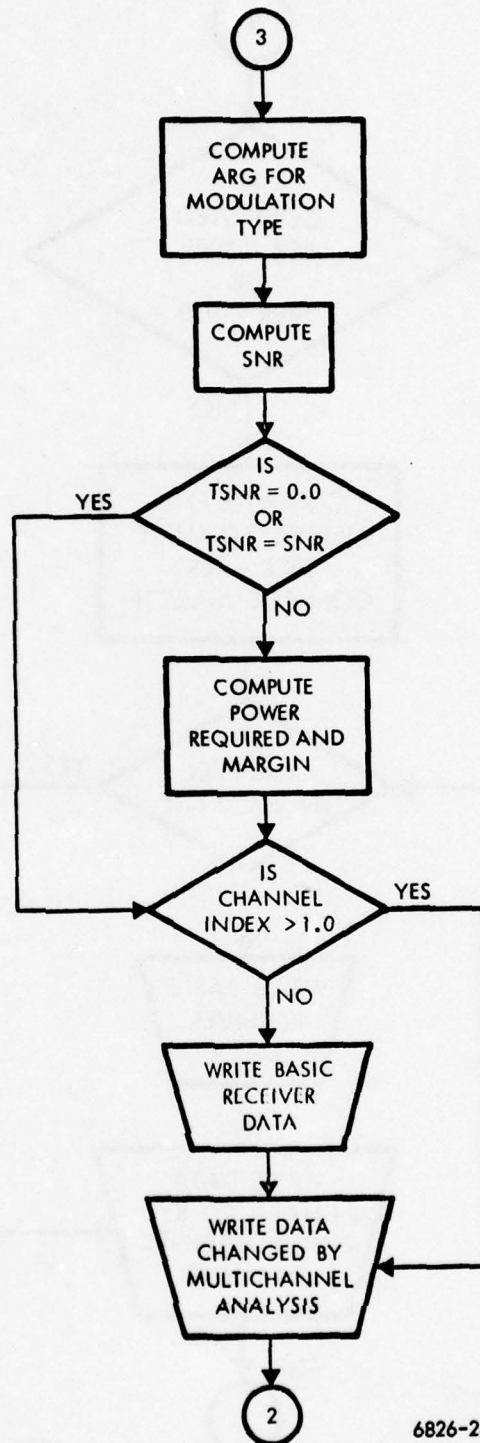 3
COMPUTE
ARG FOR
MODULATION
TYPE
COMPUTE
SNR
IS
TSNR = 0.0
OR
TSNR = SNR
YES
NO
COMPUTE
POWER
REQUIRED AND
MARGIN
IS
CHANNEL
INDEX >1.0
YES
NO
WRITE BASIC
RECEIVER
DATA
WRITE DATA
CHANGED BY
MULTICHANNEL
ANALYSIS
2
6826-2